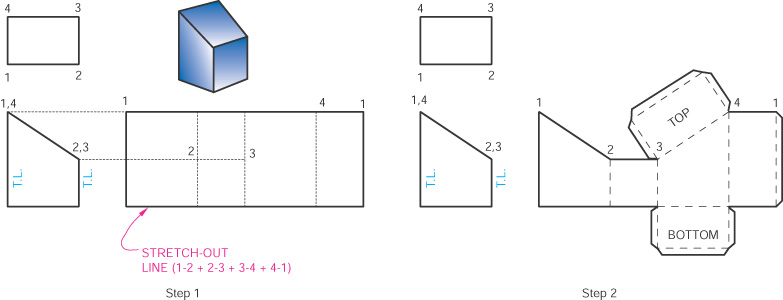 4 3
1 2
1,4
2,3
T.L.
T.L.
1 4 1
2 3
STRETCH-OUT
LINE (1-2 + 2-3 + 3-4 + 4-1)
Step 1
4 3
1 2
1,4
2,3
T.L.
T.L.
1 4 1
2 3
TOP
BOTTOM
Step 2